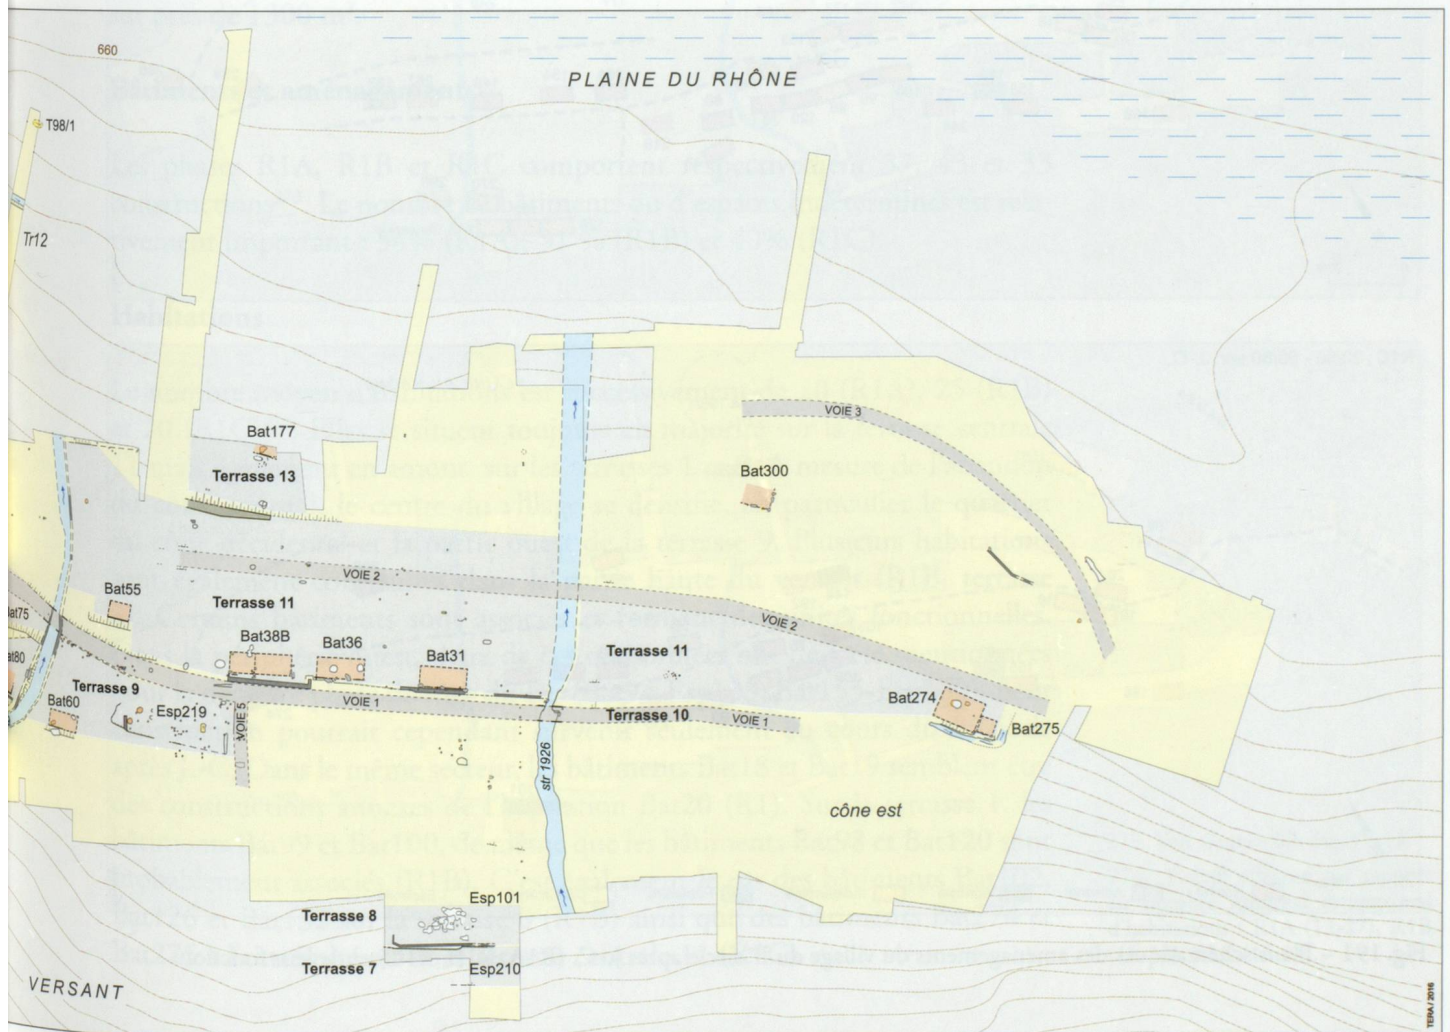 660
PLAINE DU RHÔNE
T98/1
Tr12
VOIE 3
Bat177
Terrasse 13
Bat300
VOIE 2
Bat55
Terrasse 11
VOIE 2
Bat38B
Bat36
Bat31
Terrasse 11
Terrasse 9
Bat60
Esp219
VOIE 5
VOIE 1
Terrasse 10
VOIE 1
Bat274
Bat275
str 1926
cône est
Esp101
Terrasse 8
Terrasse 7
Esp210
VERSANT
TERA / 2016